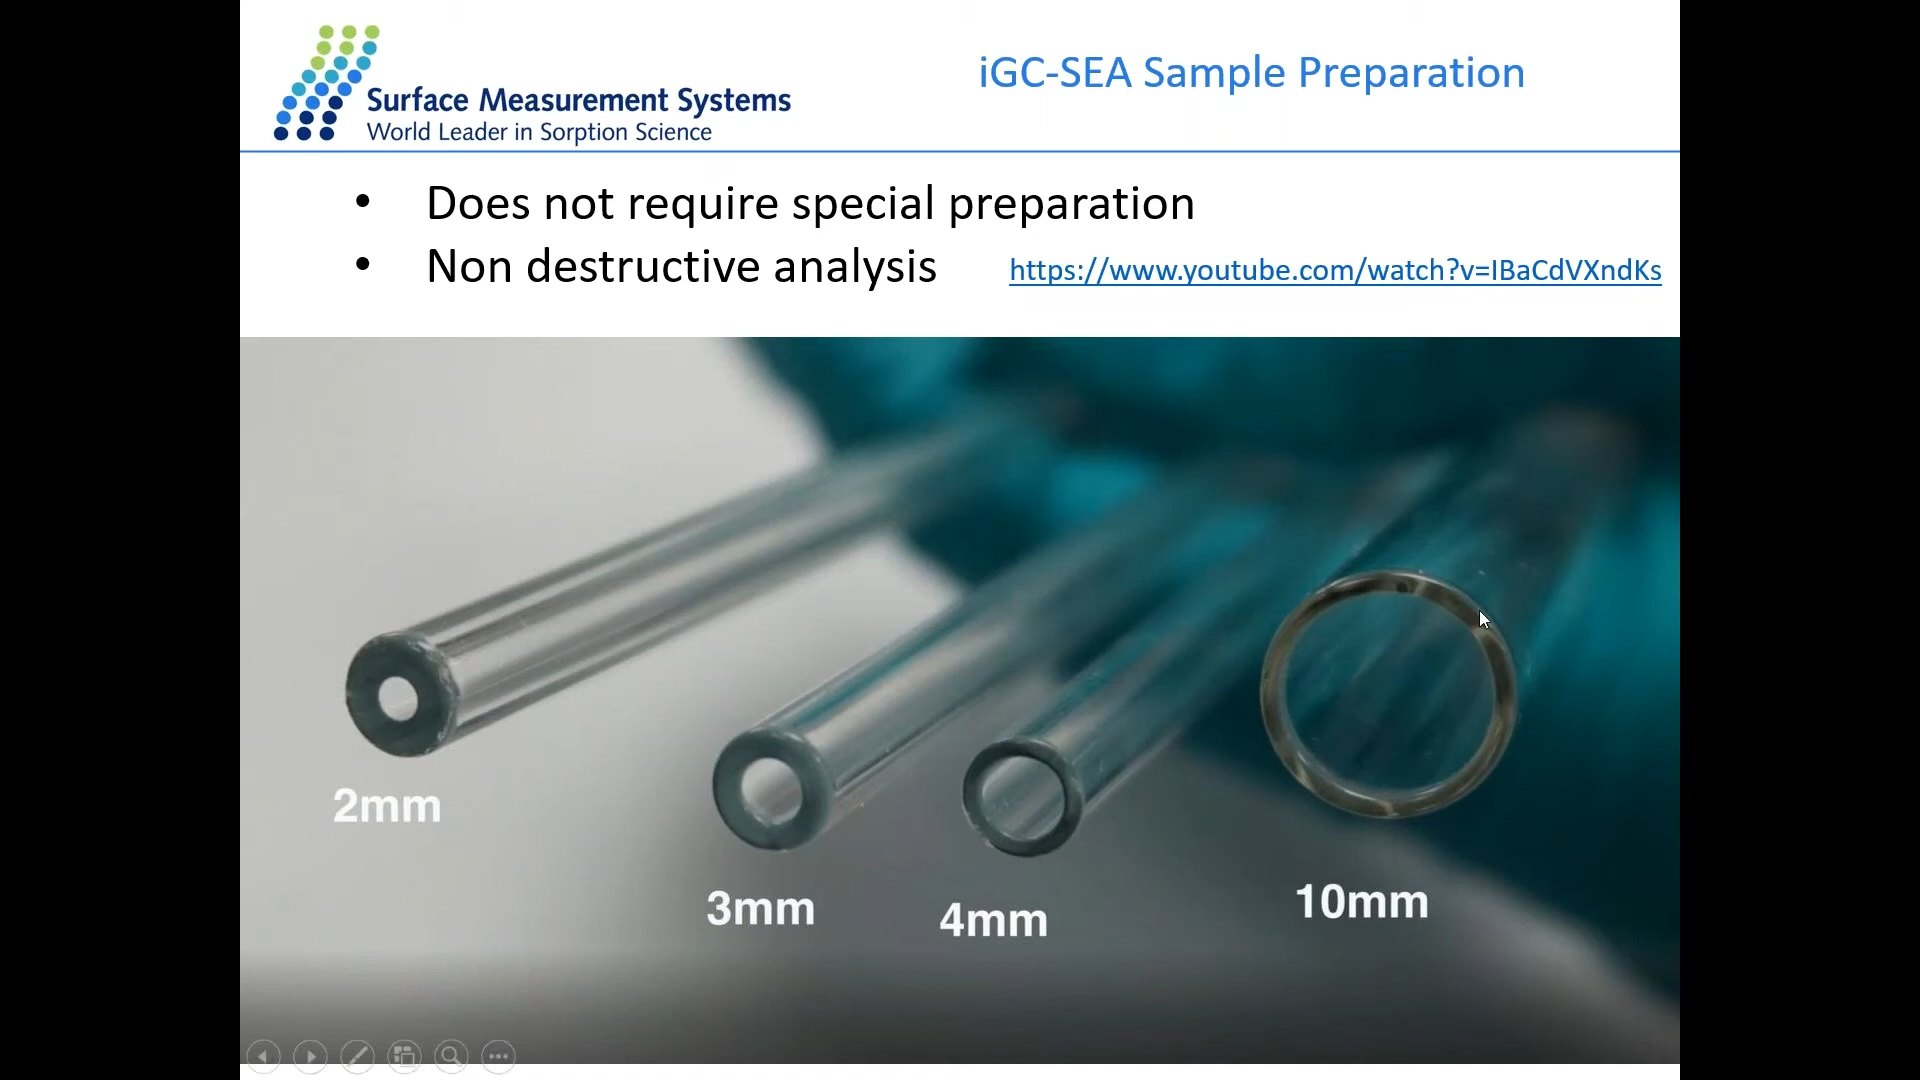 Surface Measurement Systems
World Leader in Sorption Science
iGC-SEA Sample Preparation
• Does not require special preparation
• Non destructive analysis
https://www.youtube.com/watch?v=IBaCdVXndKs
2mm
3mm
4mm
10mm